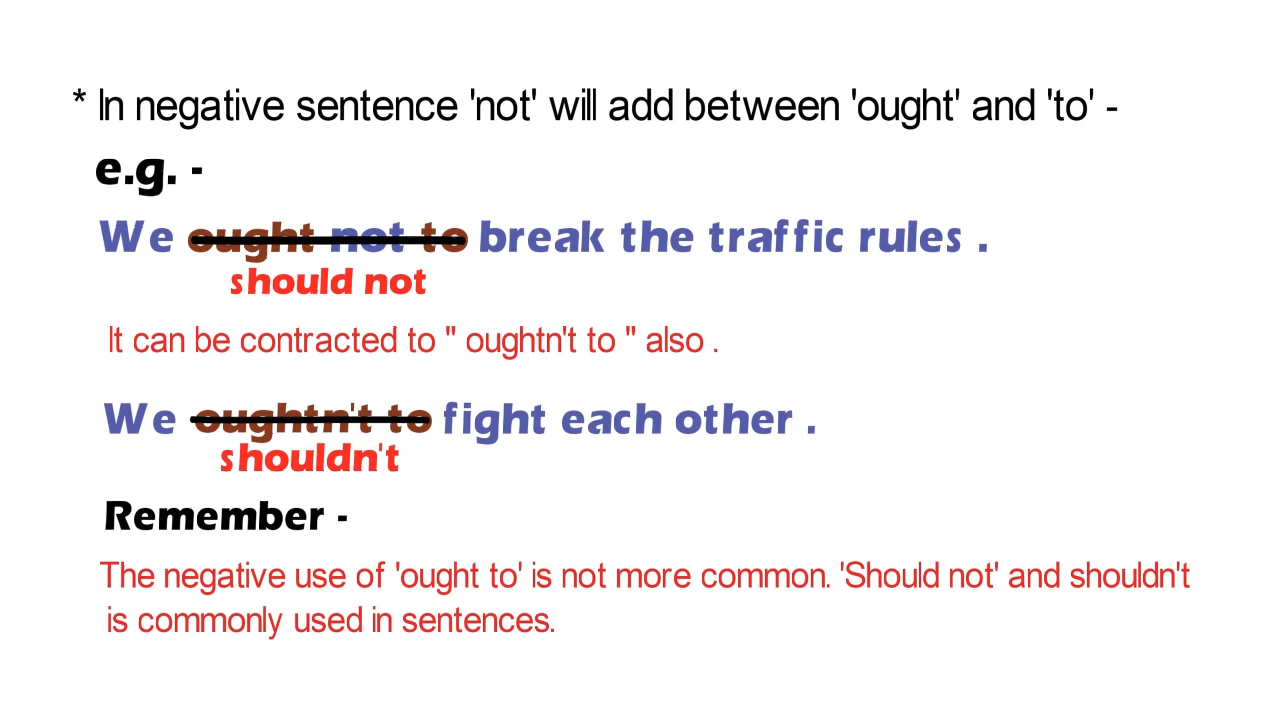 * In negative sentence 'not' will add between 'ought' and 'to' -
e.g. -
We ought not to break the traffic rules .
should not
It can be contracted to " oughtn't to " also .
We oughtn't to fight each other .
shouldn't
Remember -
The negative use of 'ought to' is not more common. 'Should not' and shouldn't
is commonly used in sentences.